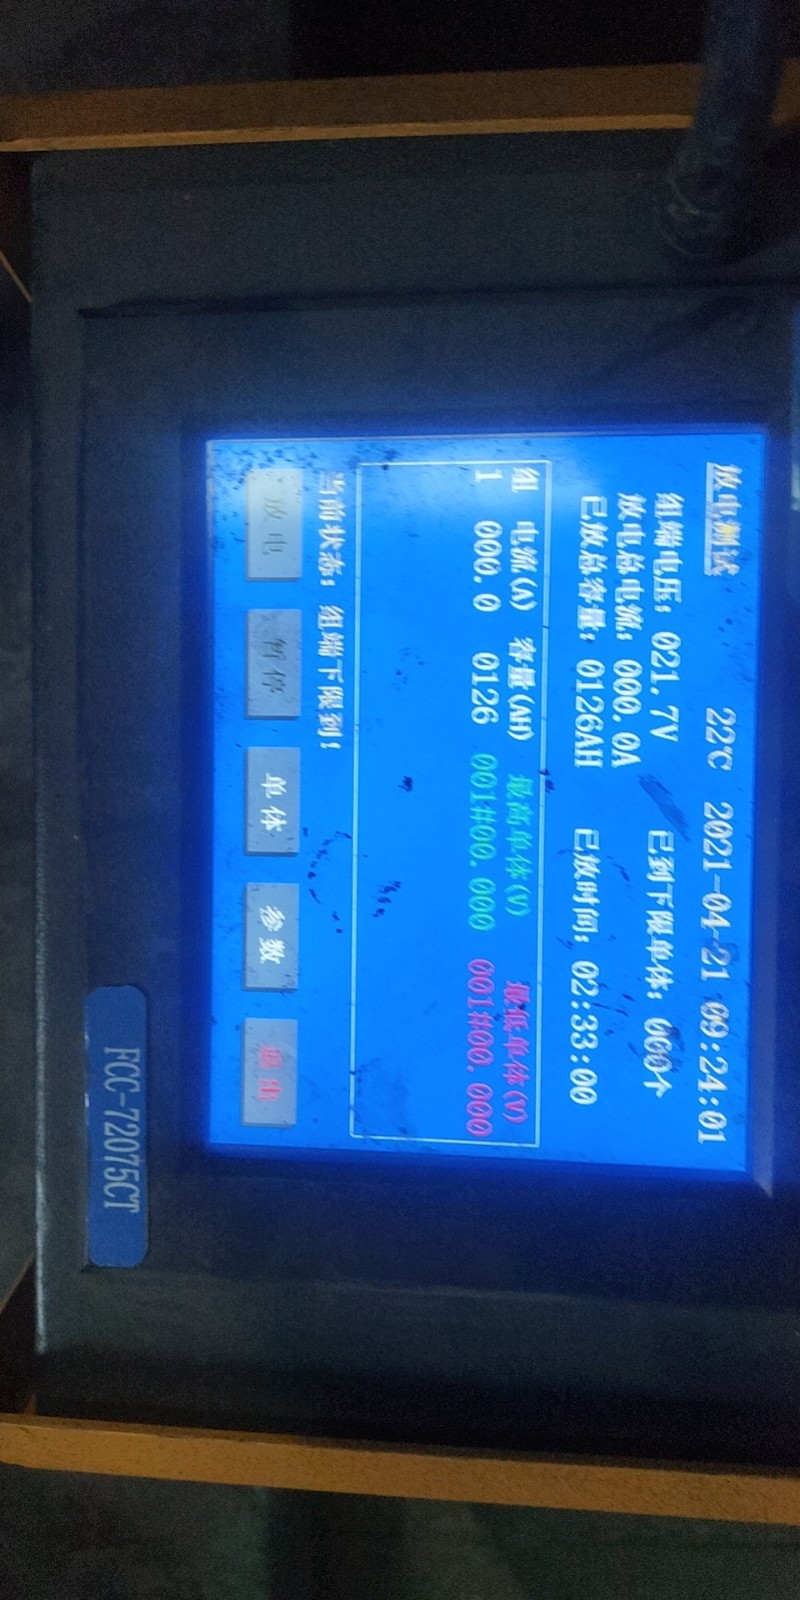 放电测试 22℃ 2021-04-21 09:24:01
组端电压: 021.7V 已到下限单体: 000个
放电总电流: 000.0A
已放总容量: 0126AH 已放时间: 02:33:00
组 电流(A) 容量(AH) 最高单体(V) 最低单体(V)
1 000.0 0126 001#00.000 001#00.000
当前状态: 组端下限到!
放电 暂停 单体 参数 退出
FCC-72075CT